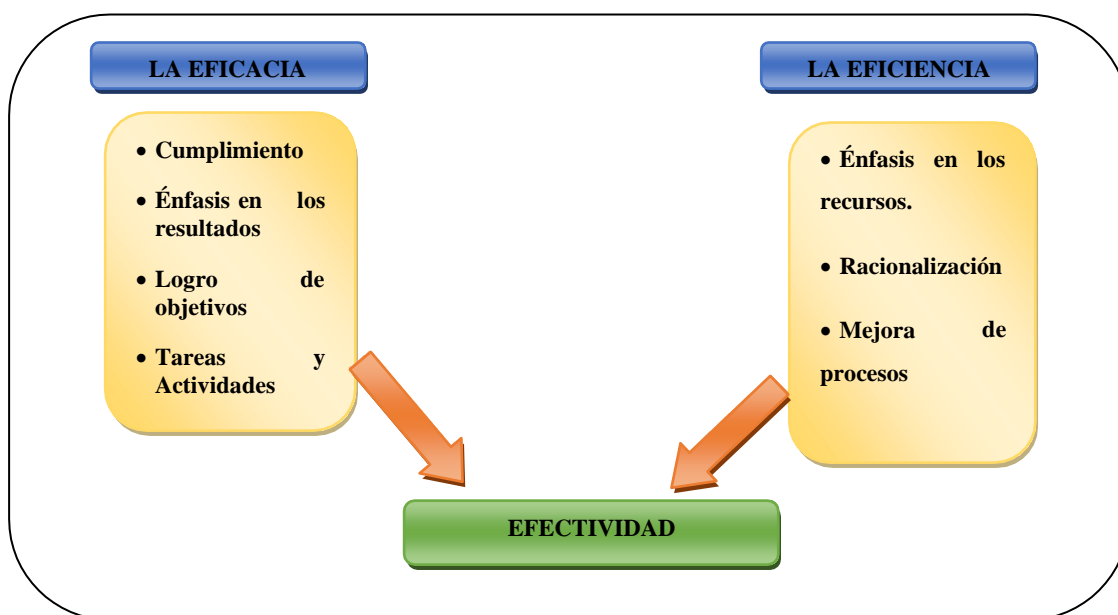 LA EFICACIA
• Cumplimiento
• Énfasis en los
resultados
• Logro de
objetivos
• Tareas y
Actividades
LA EFICIENCIA
• Énfasis en los
recursos.
• Racionalización
• Mejora de
procesos
EFECTIVIDAD